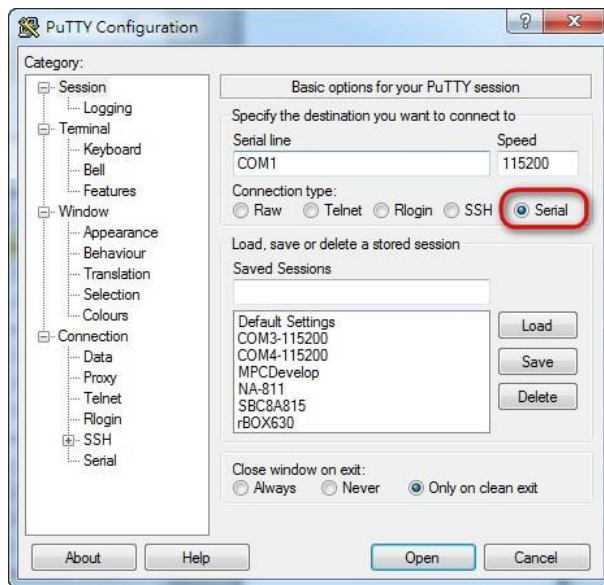 PuTTY Configuration
Category:
Session
Logging
Terminal
Keyboard
Bell
Features
Window
Appearance
Behaviour
Translation
Selection
Colours
Connection
Data
Proxy
Telnet
Rlogin
SSH
Serial
Basic options for your PuTTY session
Specify the destination you want to connect to
Serial line Speed
COM1 115200
Connection type:
Raw Telnet Rlogin SSH Serial
Load, save or delete a stored session
Saved Sessions
Default Settings
COM3-115200
COM4-115200
MPCDevelop
NA-811
SBC8A815
rBOX630
Load
Save
Delete
Close window on exit:
Always Never Only on clean exit
About Help Open Cancel